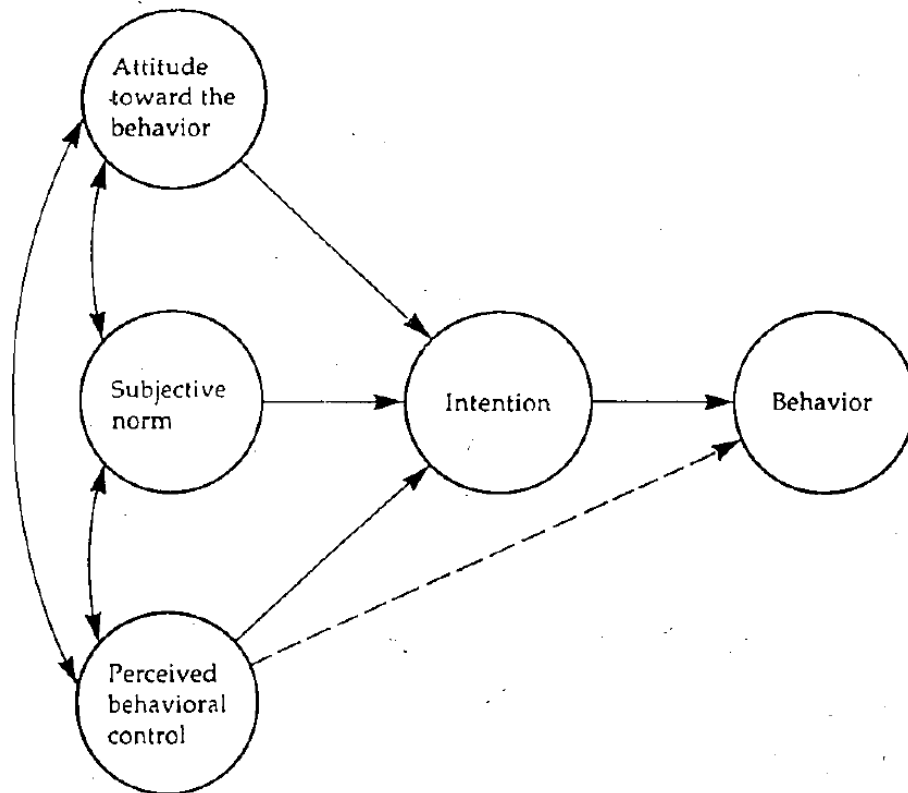 Attitude
toward the
behavior
Subjective
norm
Intention
Behavior
Perceived
behavioral
control